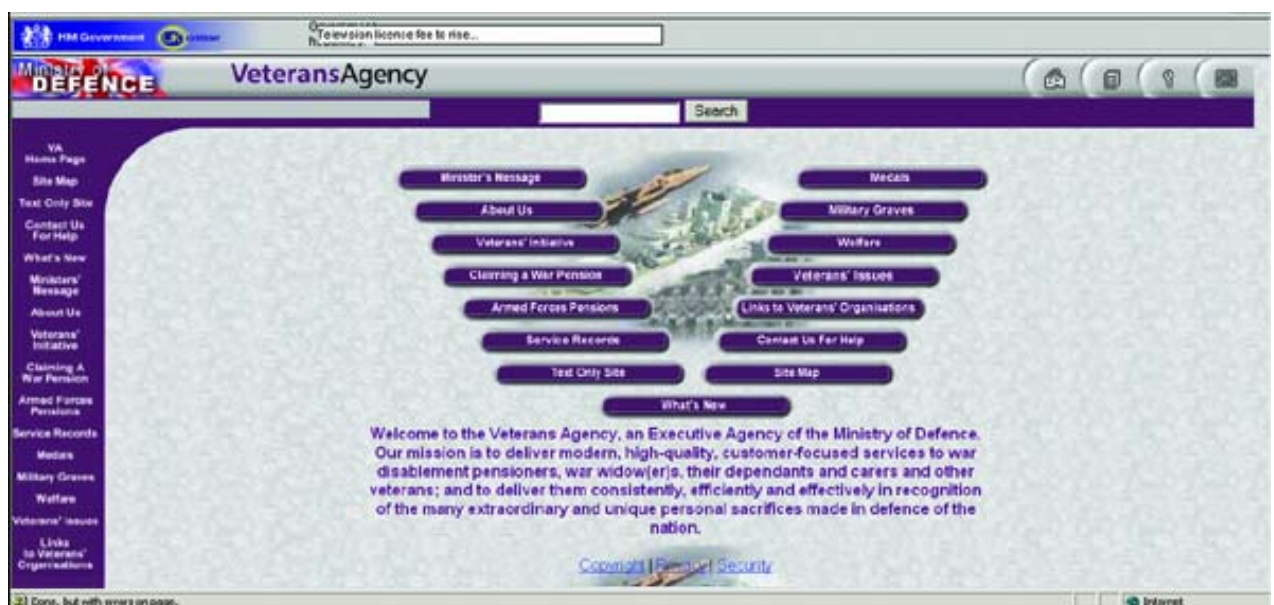 HM Government
Television licence fee to rise...
Ministry of
DEFENCE
VeteransAgency
Search
VA
Home Page
Site Map
Text Only Site
Contact Us
For Help
What's New
Ministers'
Message
About Us
Veterans'
Initiative
Claiming A
War Pension
Armed Forces
Pensions
Service Records
Medals
Military Graves
Welfare
Veterans' Issues
Links
to Veterans'
Organisations
Minister's Message
About Us
Veterans' Initiative
Claiming a War Pension
Armed Forces Pensions
Service Records
Text Only Site
What's New
Medals
Military Graves
Welfare
Veterans' Issues
Links to Veterans' Organisations
Contact Us For Help
Site Map
Welcome to the Veterans Agency, an Executive Agency of the Ministry of Defence.
Our mission is to deliver modern, high-quality, customer-focused services to war
disablement pensioners, war widow(er)s, their dependants and carers and other
veterans; and to deliver them consistently, efficiently and effectively in recognition
of the many extraordinary and unique personal sacrifices made in defence of the
nation.
Copyright | Privacy | Security
Done, but with errors on page.
Internet